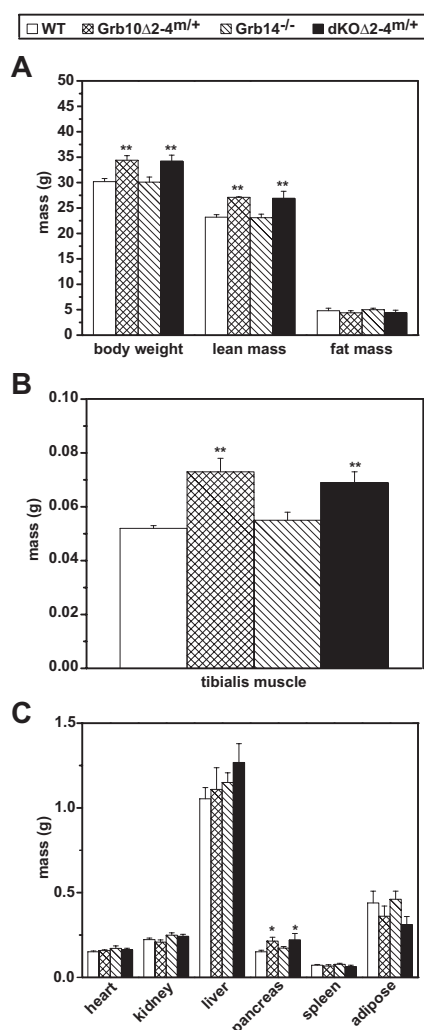 WT Grb10Δ2-4m/+ Grb14-/- dKOΔ2-4m/+
A
50
45
40
35
30
25
20
15
10
5
0
mass (g)
** ** ** **
body weight lean mass fat mass
B
0.10
0.08
0.06
0.04
0.02
0.00
mass (g)
** **
tibialis muscle
C
1.5
1.0
0.5
0.0
mass (g)
* *
heart kidney liver pancreas spleen adipose